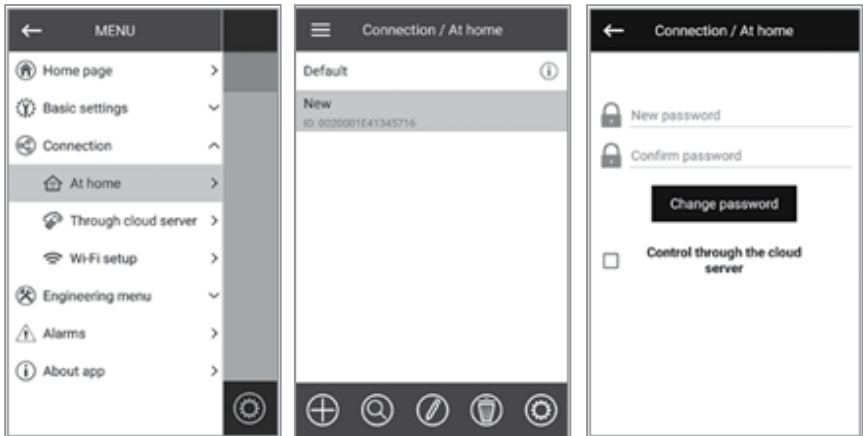 MENU
Home page
Basic settings
Connection
At home
Through cloud server
Wi-Fi setup
Engineering menu
Alarms
About app
Connection / At home
Default
New
ID: 0020001E41345716
Connection / At home
New password
Confirm password
Change password
Control through the cloud
server